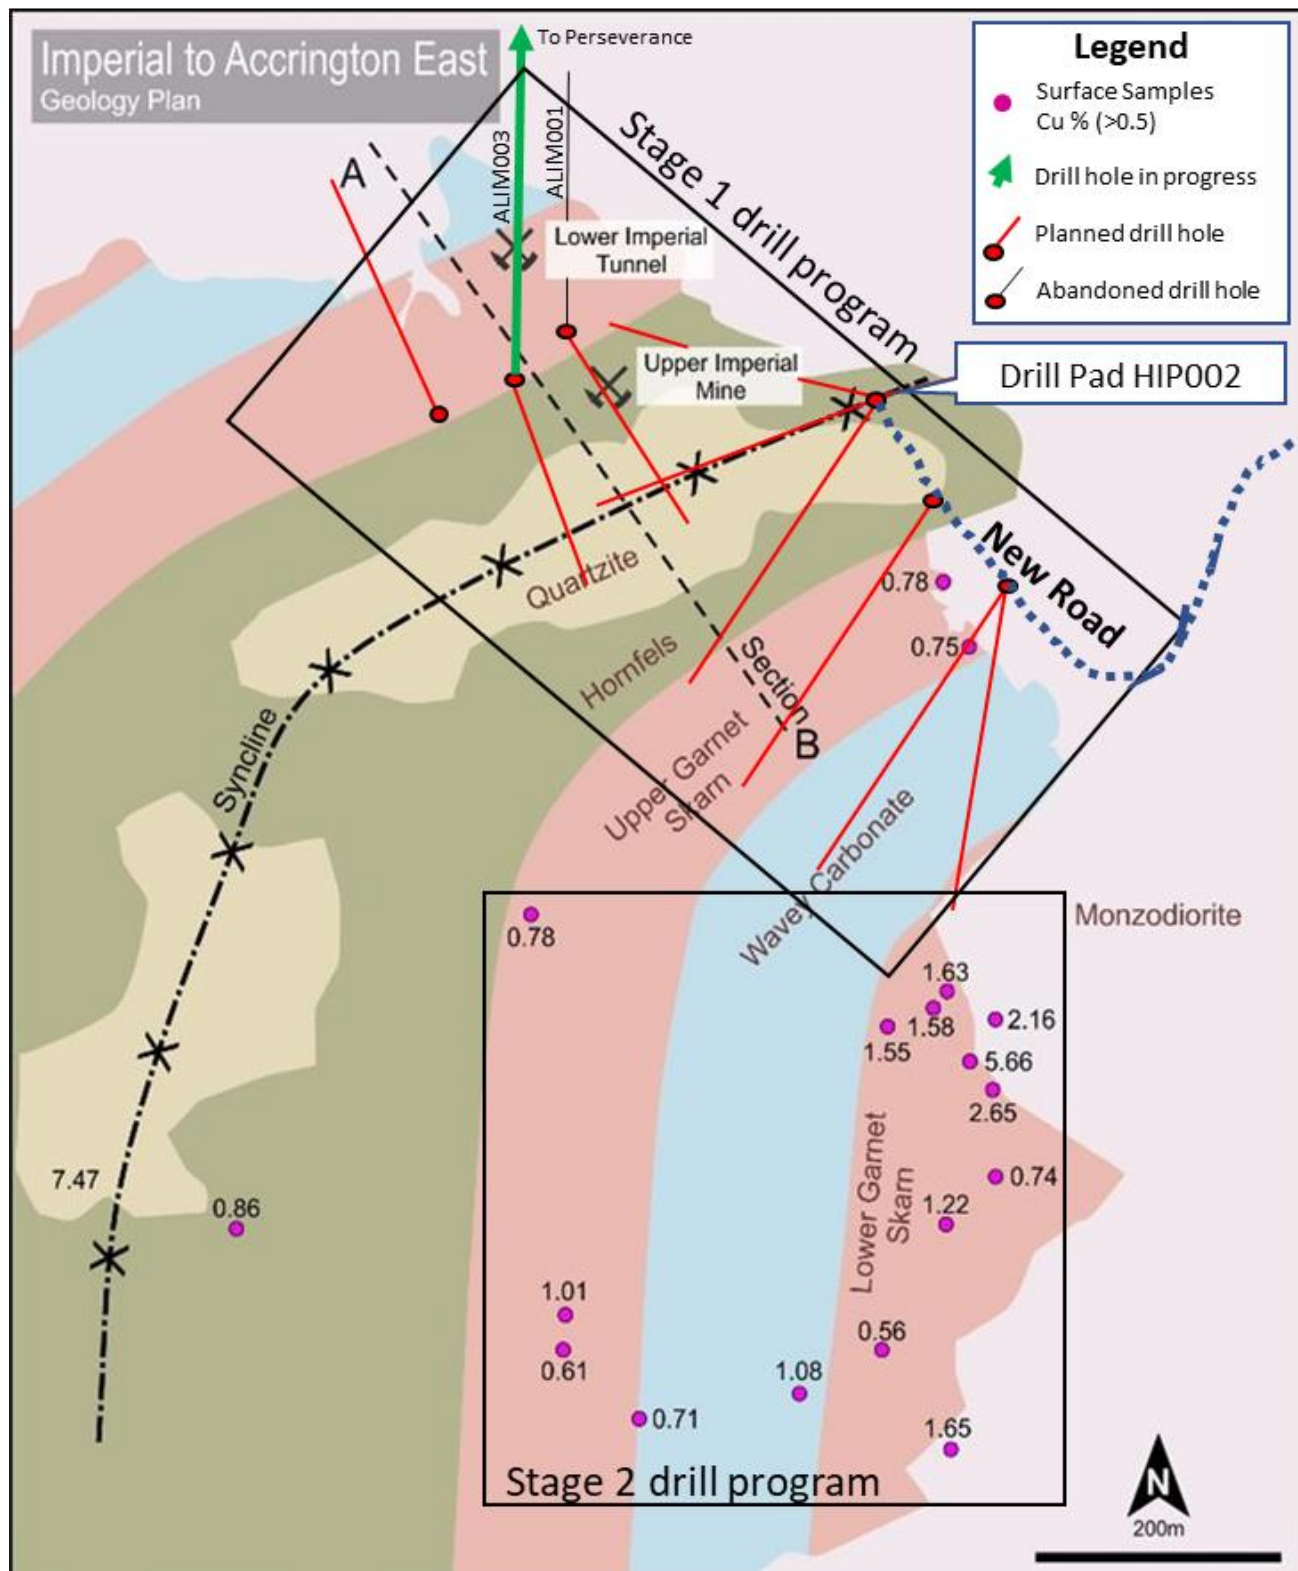 Imperial to Accrington East
Geology Plan
To Perseverance
Legend
Surface Samples
Cu % (>0.5)
Drill hole in progress
Planned drill hole
Abandoned drill hole
ALIM003
ALIM001
Stage 1 drill program
A
Lower Imperial
Tunnel
Upper Imperial
Mine
Drill Pad HIP002
New Road
Quartzite
0.78
0.75
Hornfels
Section
B
Upper Garnet
Skarn
Syncline
Wavey Carbonate
Monzodiorite
0.78
1.63
1.58
2.16
1.55
5.66
2.65
Lower Garnet
Skarn
0.74
7.47
0.86
1.22
1.01
0.61
0.56
1.08
0.71
1.65
Stage 2 drill program
N
200m